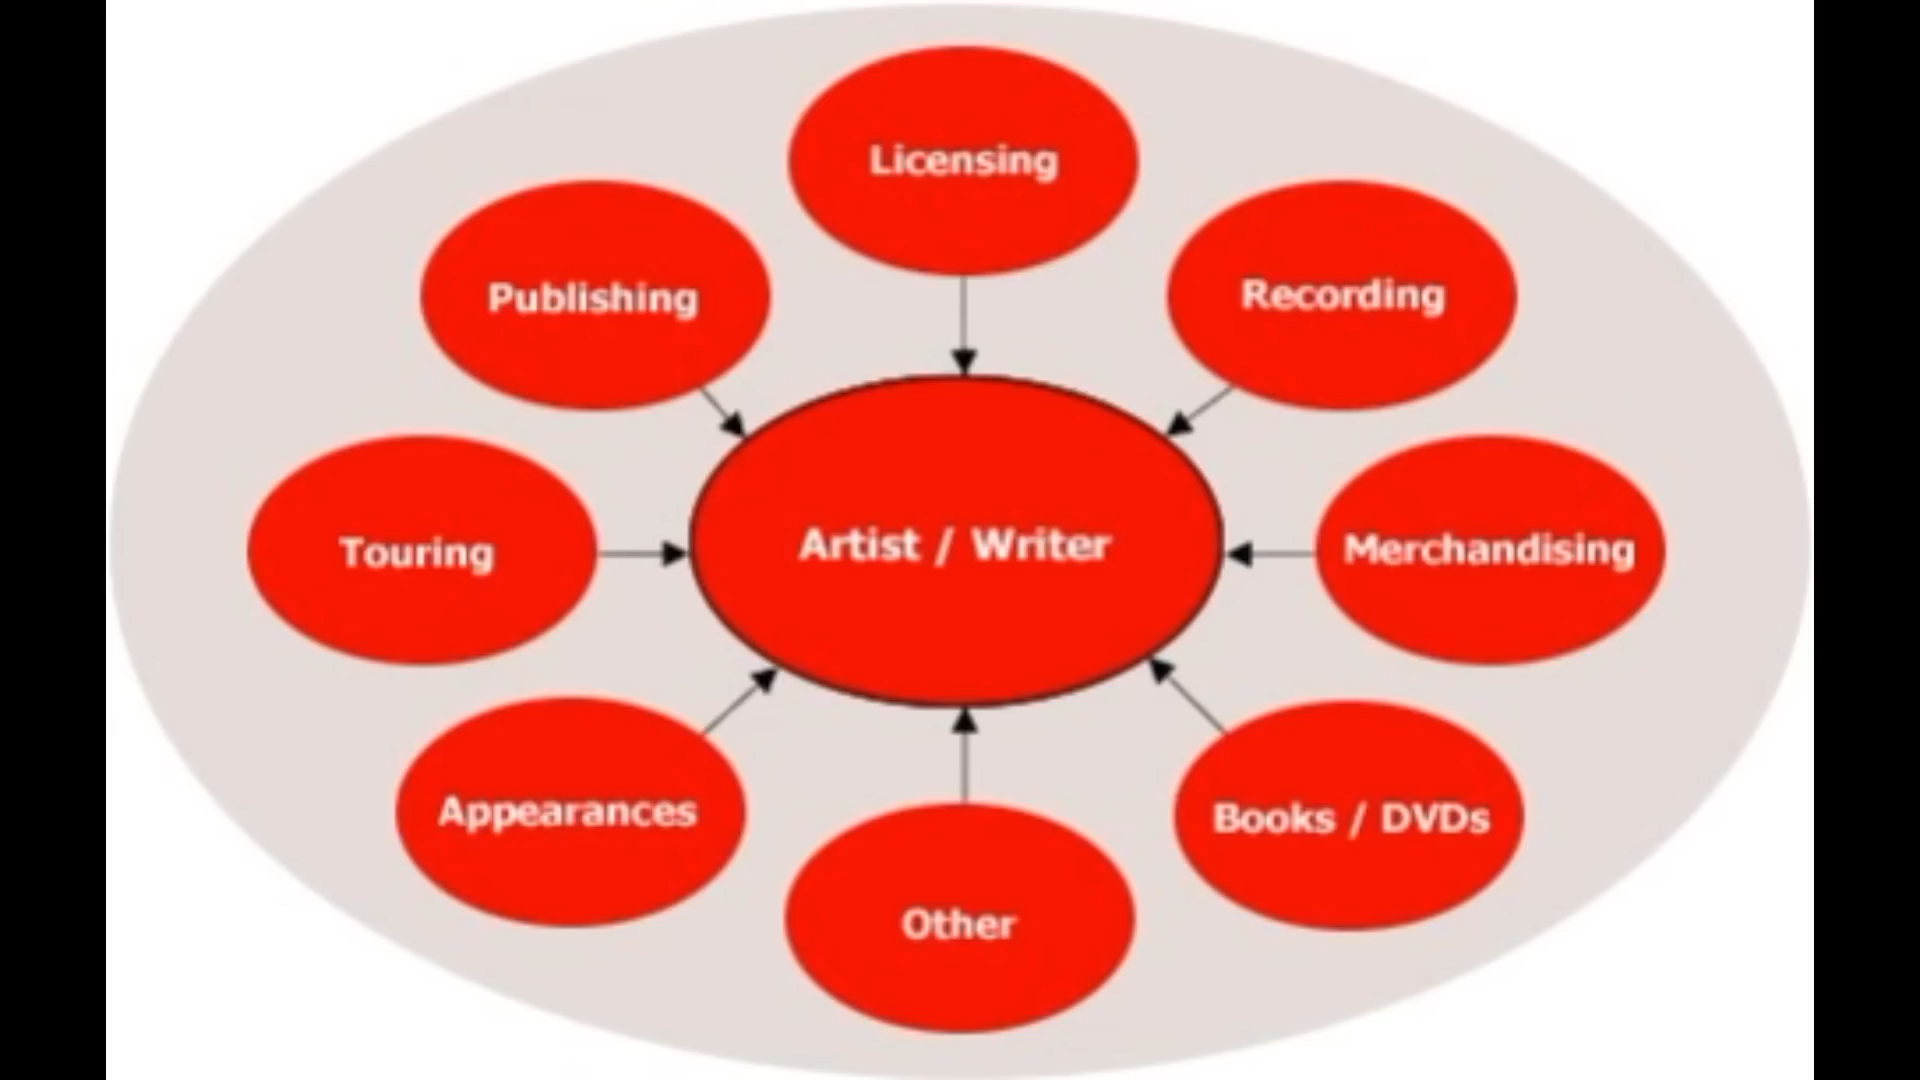 Licensing
Publishing
Recording
Touring
Artist / Writer
Merchandising
Appearances
Books / DVDs
Other